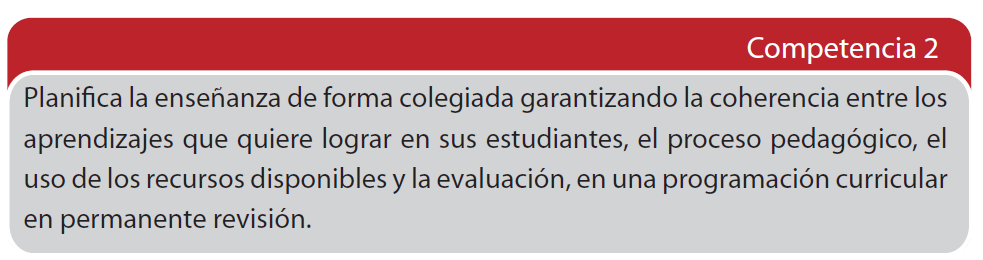 Competencia 2
Planifica la enseñanza de forma colegiada garantizando la coherencia entre los
aprendizajes que quiere lograr en sus estudiantes, el proceso pedagógico, el
uso de los recursos disponibles y la evaluación, en una programación curricular
en permanente revisión.